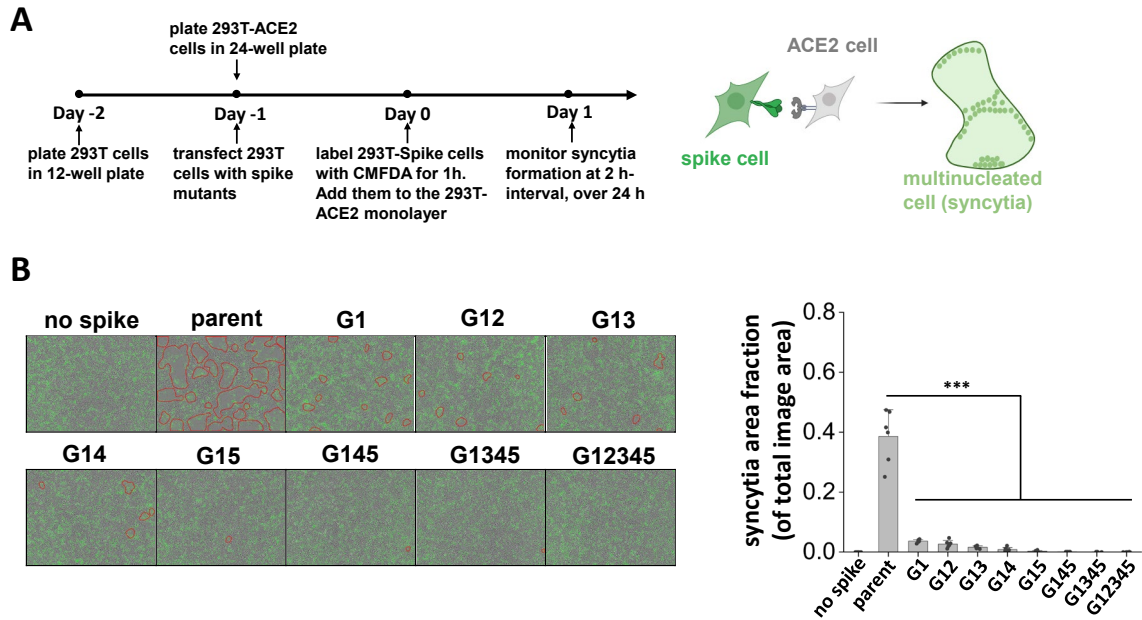 A
plate 293T-ACE2
cells in 24-well plate
Day -2
Day -1
Day 0
Day 1
plate 293T cells
in 12-well plate
transfect 293T
cells with spike
mutants
label 293T-Spike cells
with CMFDA for 1h.
Add them to the 293T-
ACE2 monolayer
monitor syncytia
formation at 2 h-
interval, over 24 h
ACE2 cell
spike cell
multinucleated
cell (syncytia)
B
no spike
parent
G1
G12
G13
G14
G15
G145
G1345
G12345
syncytia area fraction
(of total image area)
0.8
0.6
0.4
0.2
0.0
***
no spike
parent
G1
G12
G13
G14
G15
G145
G1345
G12345